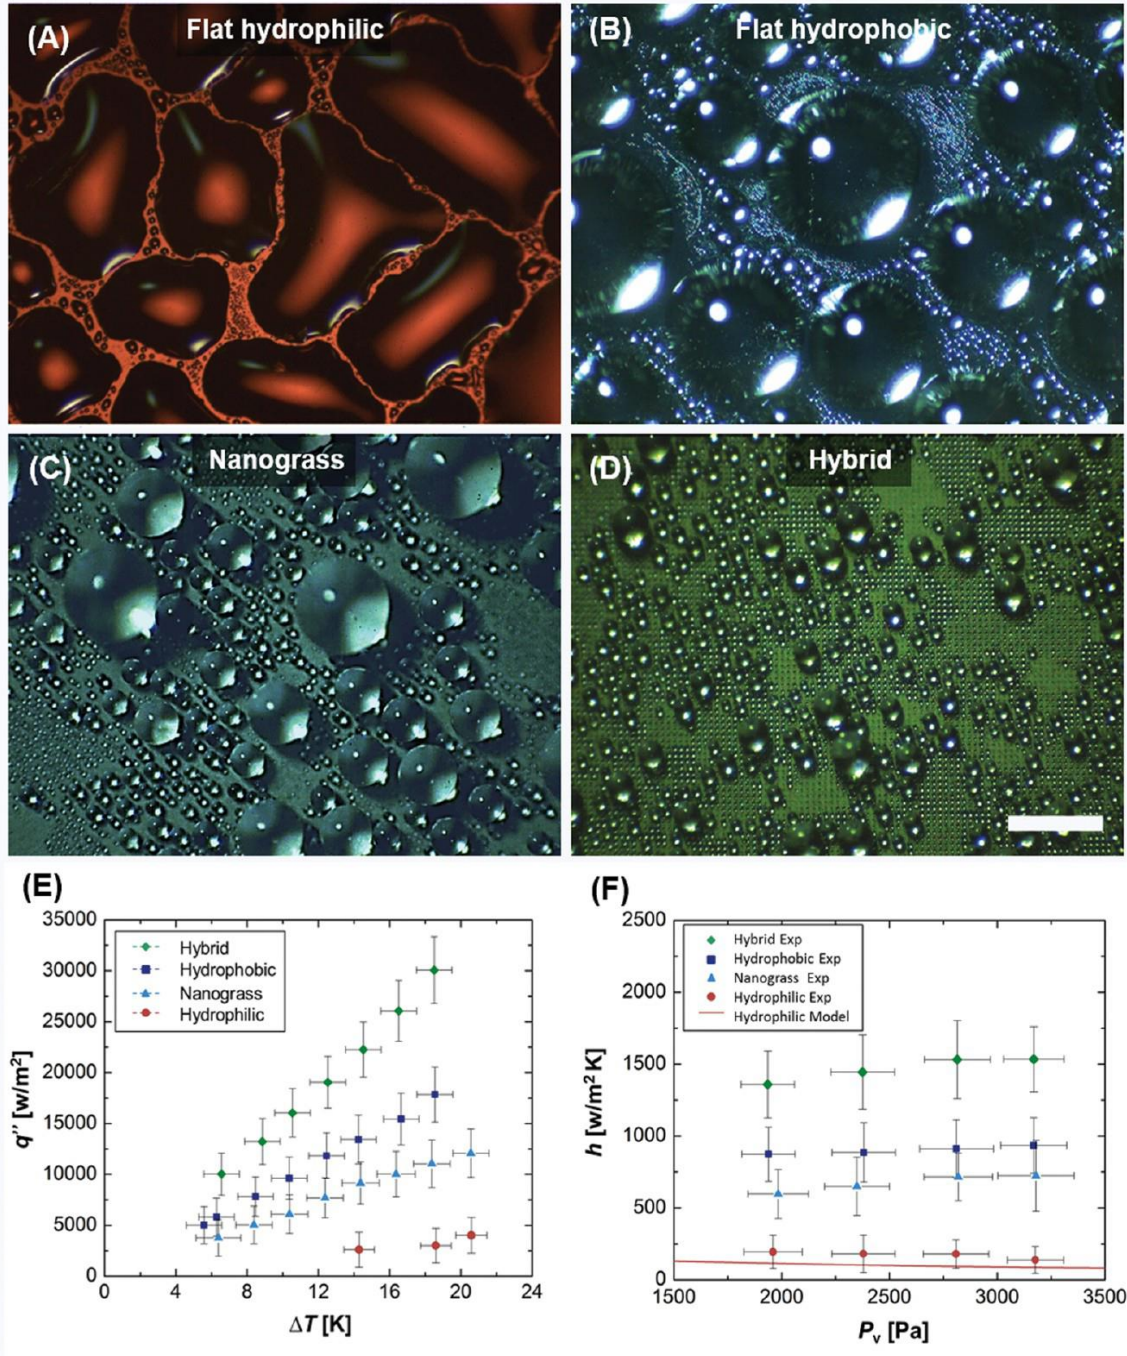 (A) Flat hydrophilic
(B) Flat hydrophobic
(C) Nanograss
(D) Hybrid
(E)
35000
30000
25000
20000
15000
10000
5000
0
q′′ [w/m²]
Hybrid
Hydrophobic
Nanograss
Hydrophilic
0 4 8 12 16 20 24
ΔT [K]
(F)
2500
2000
1500
1000
500
0
h [w/m² K]
Hybrid Exp
Hydrophobic Exp
Nanograss Exp
Hydrophilic Exp
Hydrophilic Model
1500 2000 2500 3000 3500
Pv [Pa]